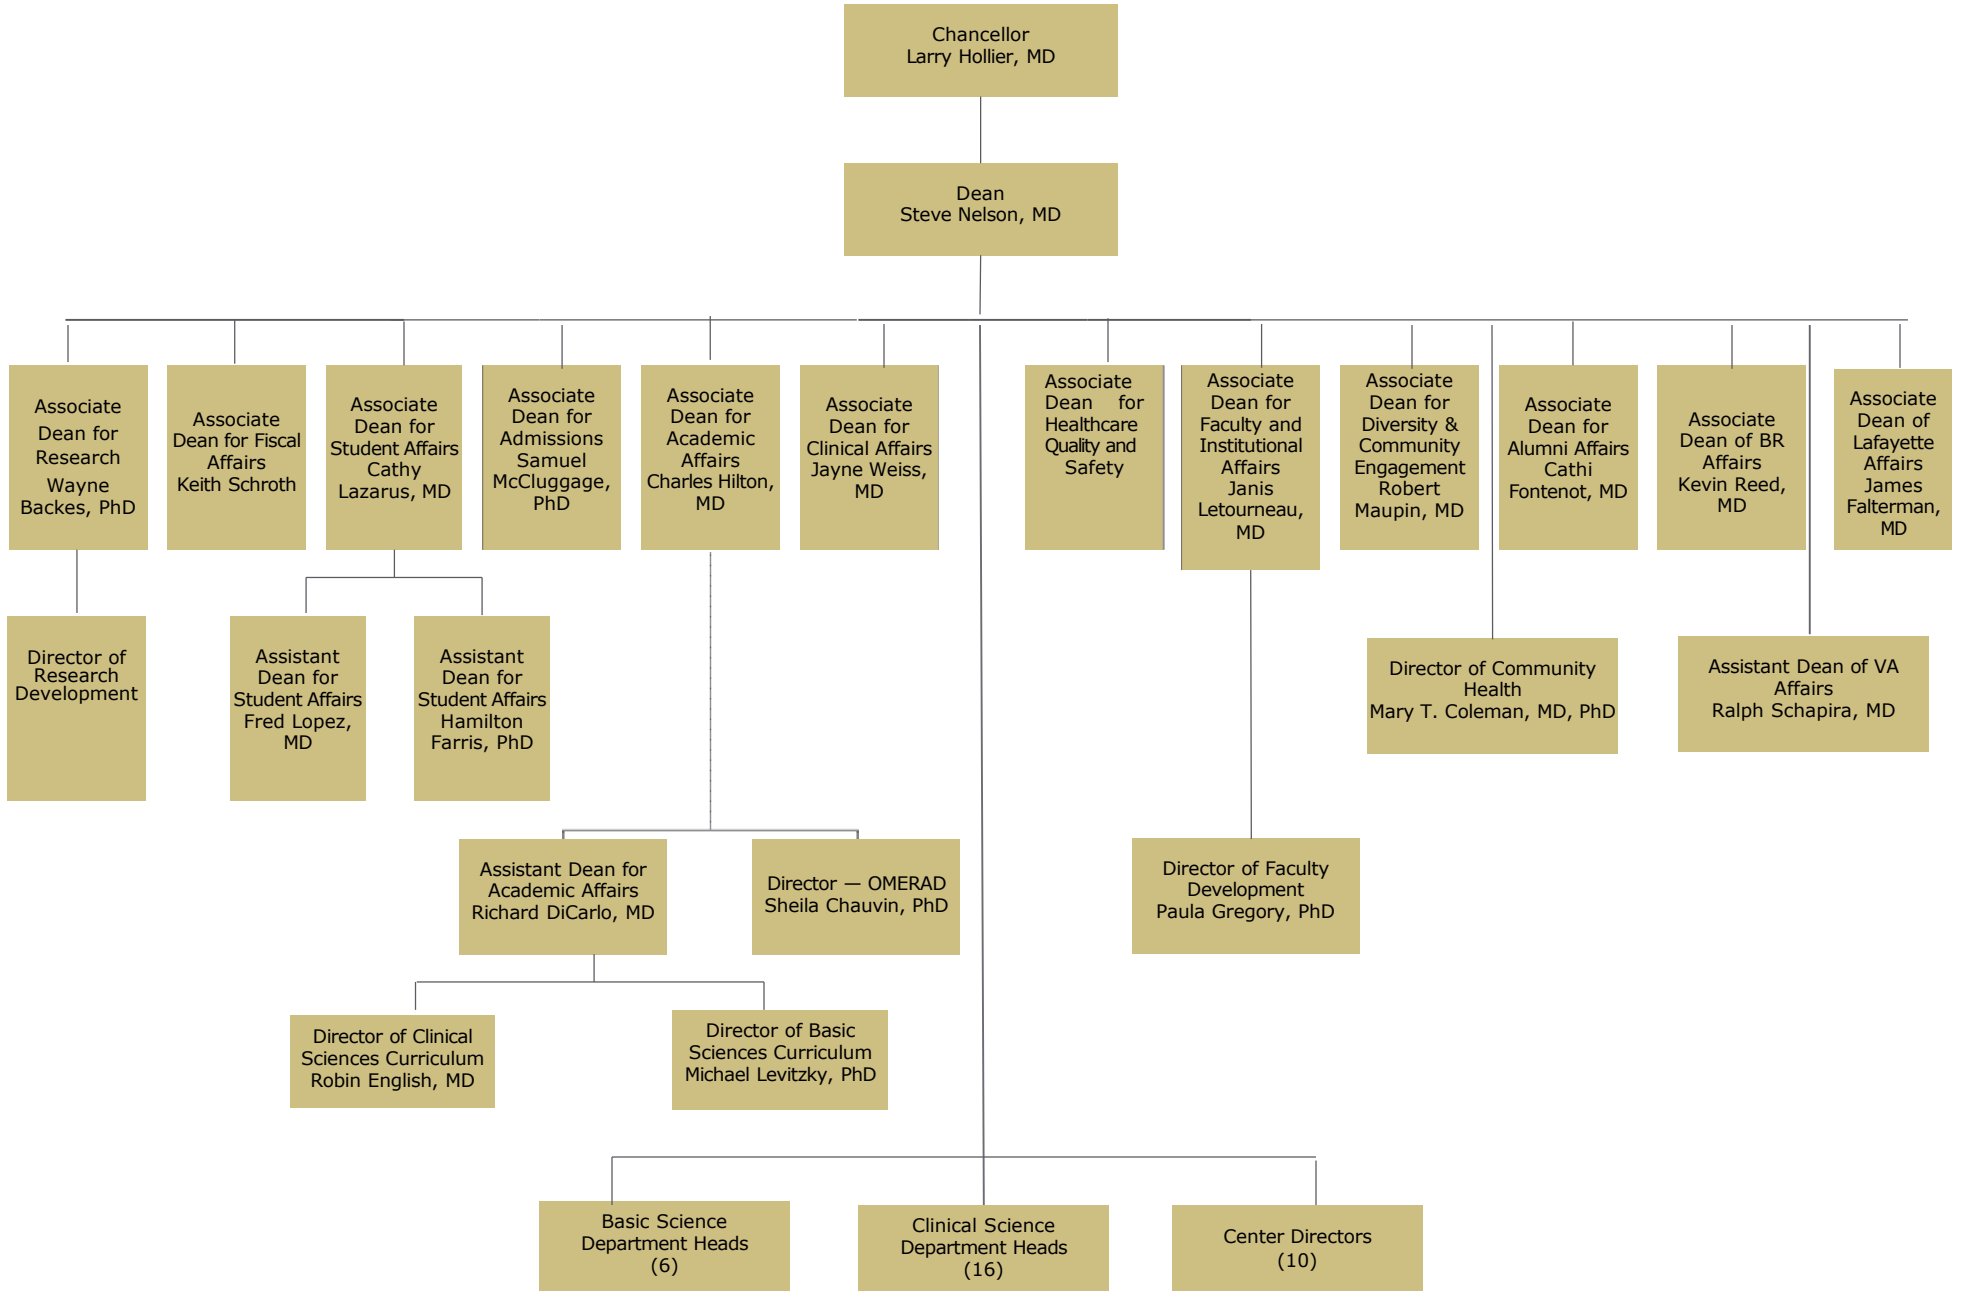 Chancellor
Larry Hollier, MD
Dean
Steve Nelson, MD
Associate
Dean for
Research
Wayne
Backes, PhD
Associate
Dean for Fiscal
Affairs
Keith Schroth
Associate
Dean for
Student Affairs
Cathy
Lazarus, MD
Associate
Dean for
Admissions
Samuel
McCluggage,
PhD
Associate
Dean for
Academic
Affairs
Charles Hilton,
MD
Associate
Dean for
Clinical Affairs
Jayne Weiss,
MD
Associate
Dean for
Healthcare
Quality and
Safety
Associate
Dean for
Faculty and
Institutional
Affairs
Janis
Letourneau,
MD
Associate
Dean for
Diversity &
Community
Engagement
Robert
Maupin, MD
Associate
Dean for
Alumni Affairs
Cathi
Fontenot, MD
Associate
Dean of BR
Affairs
Kevin Reed,
MD
Associate
Dean of
Lafayette
Affairs
James
Falterman,
MD
Director of
Research
Development
Assistant
Dean for
Student Affairs
Fred Lopez,
MD
Assistant
Dean for
Student Affairs
Hamilton
Farris, PhD
Director of Community
Health
Mary T. Coleman, MD, PhD
Assistant Dean of VA
Affairs
Ralph Schapira, MD
Assistant Dean for
Academic Affairs
Richard DiCarlo, MD
Director — OMERAD
Sheila Chauvin, PhD
Director of Faculty
Development
Paula Gregory, PhD
Director of Clinical
Sciences Curriculum
Robin English, MD
Director of Basic
Sciences Curriculum
Michael Levitzky, PhD
Basic Science
Department Heads
(6)
Clinical Science
Department Heads
(16)
Center Directors
(10)